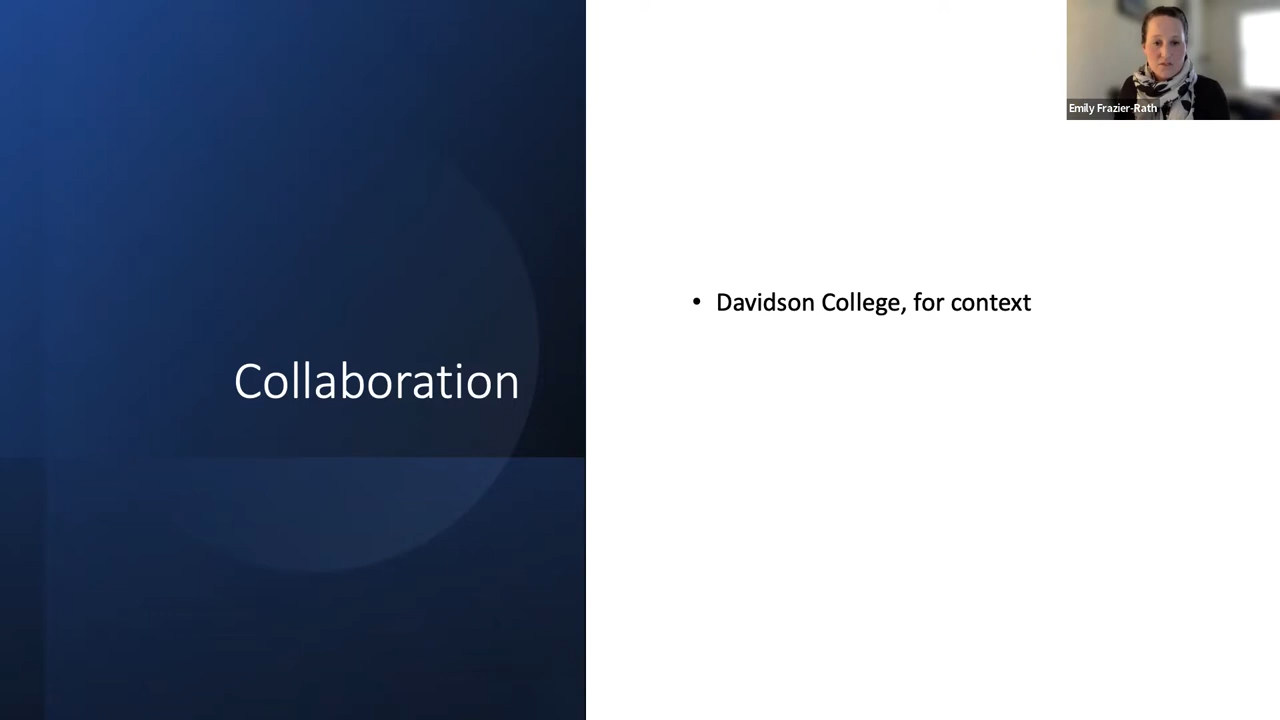 Emily Frazier-Rath
Collaboration
• Davidson College, for context